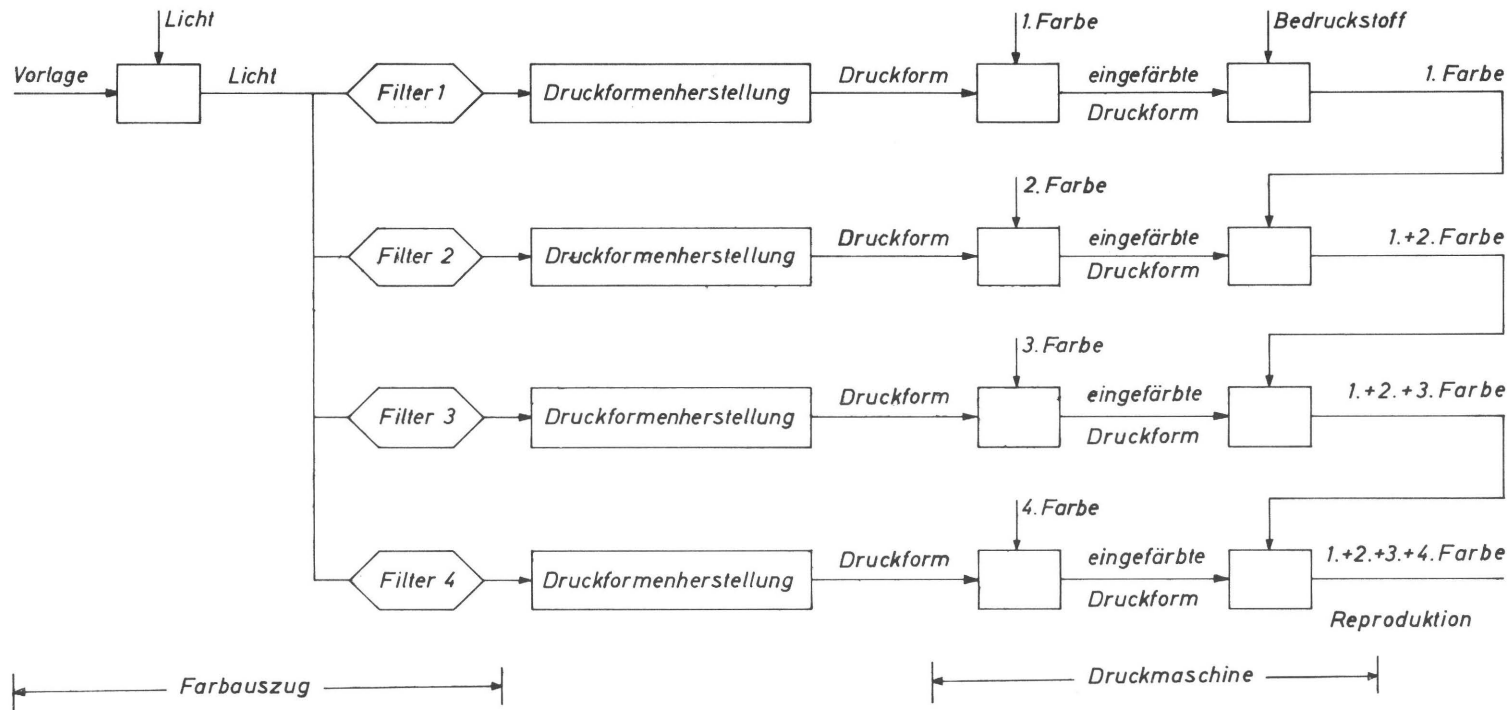 Licht
1. Farbe
Bedruckstoff
Vorlage
Licht
Filter 1
Druckformenherstellung
Druckform
eingefärbte
Druckform
1. Farbe
2. Farbe
Filter 2
Druckformenherstellung
Druckform
eingefärbte
Druckform
1.+2. Farbe
3. Farbe
Filter 3
Druckformenherstellung
Druckform
eingefärbte
Druckform
1.+2.+3. Farbe
4. Farbe
Filter 4
Druckformenherstellung
Druckform
eingefärbte
Druckform
1.+2.+3.+4. Farbe
Reproduktion
Farbauszug
Druckmaschine